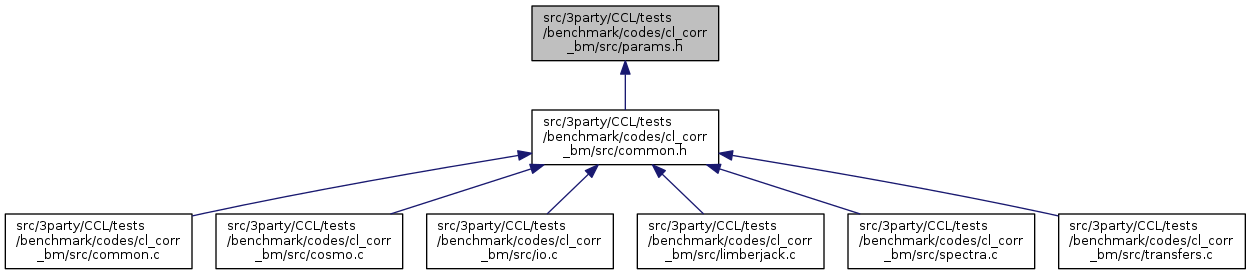 src/3party/CCL/tests
/benchmark/codes/cl_corr
_bm/src/params.h
src/3party/CCL/tests
/benchmark/codes/cl_corr
_bm/src/common.h
src/3party/CCL/tests
/benchmark/codes/cl_corr
_bm/src/common.c
src/3party/CCL/tests
/benchmark/codes/cl_corr
_bm/src/cosmo.c
src/3party/CCL/tests
/benchmark/codes/cl_corr
_bm/src/io.c
src/3party/CCL/tests
/benchmark/codes/cl_corr
_bm/src/limberjack.c
src/3party/CCL/tests
/benchmark/codes/cl_corr
_bm/src/spectra.c
src/3party/CCL/tests
/benchmark/codes/cl_corr
_bm/src/transfers.c